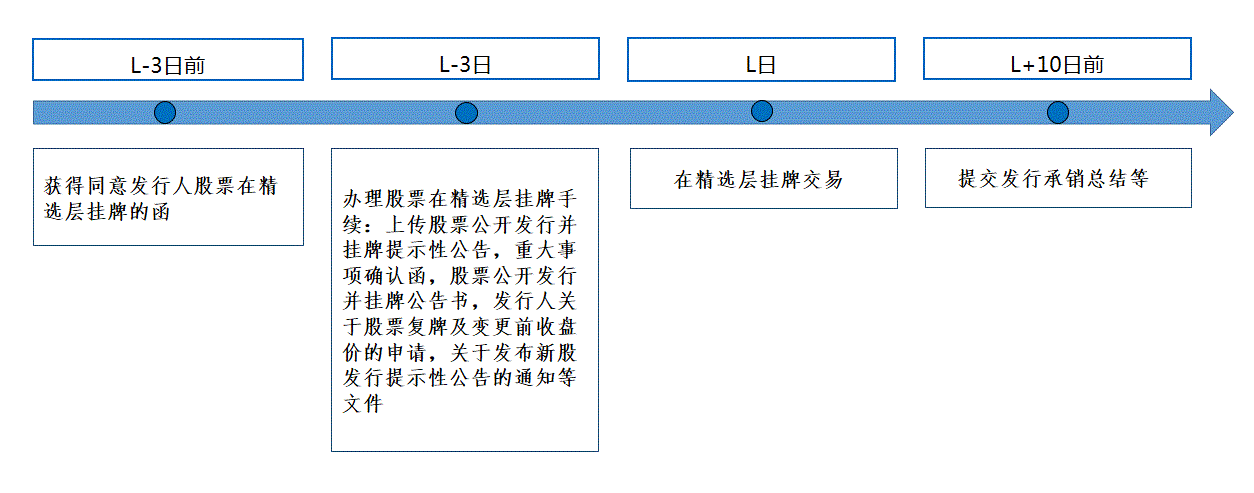 L-3日前
L-3日
L日
L+10日前
获得同意发行人股票在精
选层挂牌的函
办理股票在精选层挂牌手
续：上传股票公开发行并
挂牌提示性公告，重大事
项确认函，股票公开发行
并挂牌公告书，发行人关
于股票复牌及变更前收盘
价的申请，关于发布新股
发行提示性公告的通知等
文件
在精选层挂牌交易
提交发行承销总结等